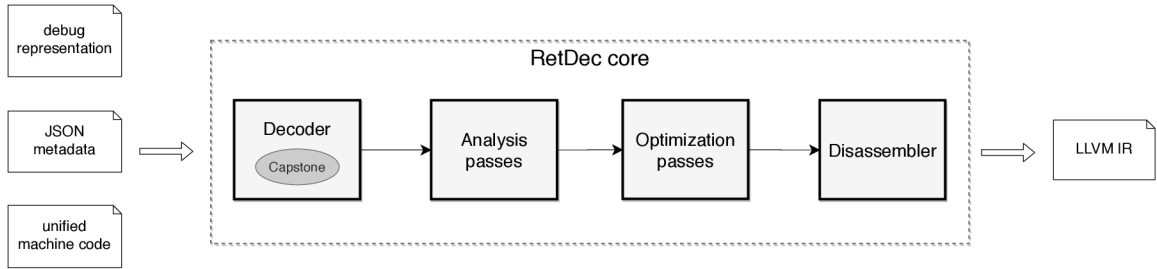 debug
representation
JSON
metadata
unified
machine code
RetDec core
Decoder
Capstone
Analysis
passes
Optimization
passes
Disassembler
LLVM IR